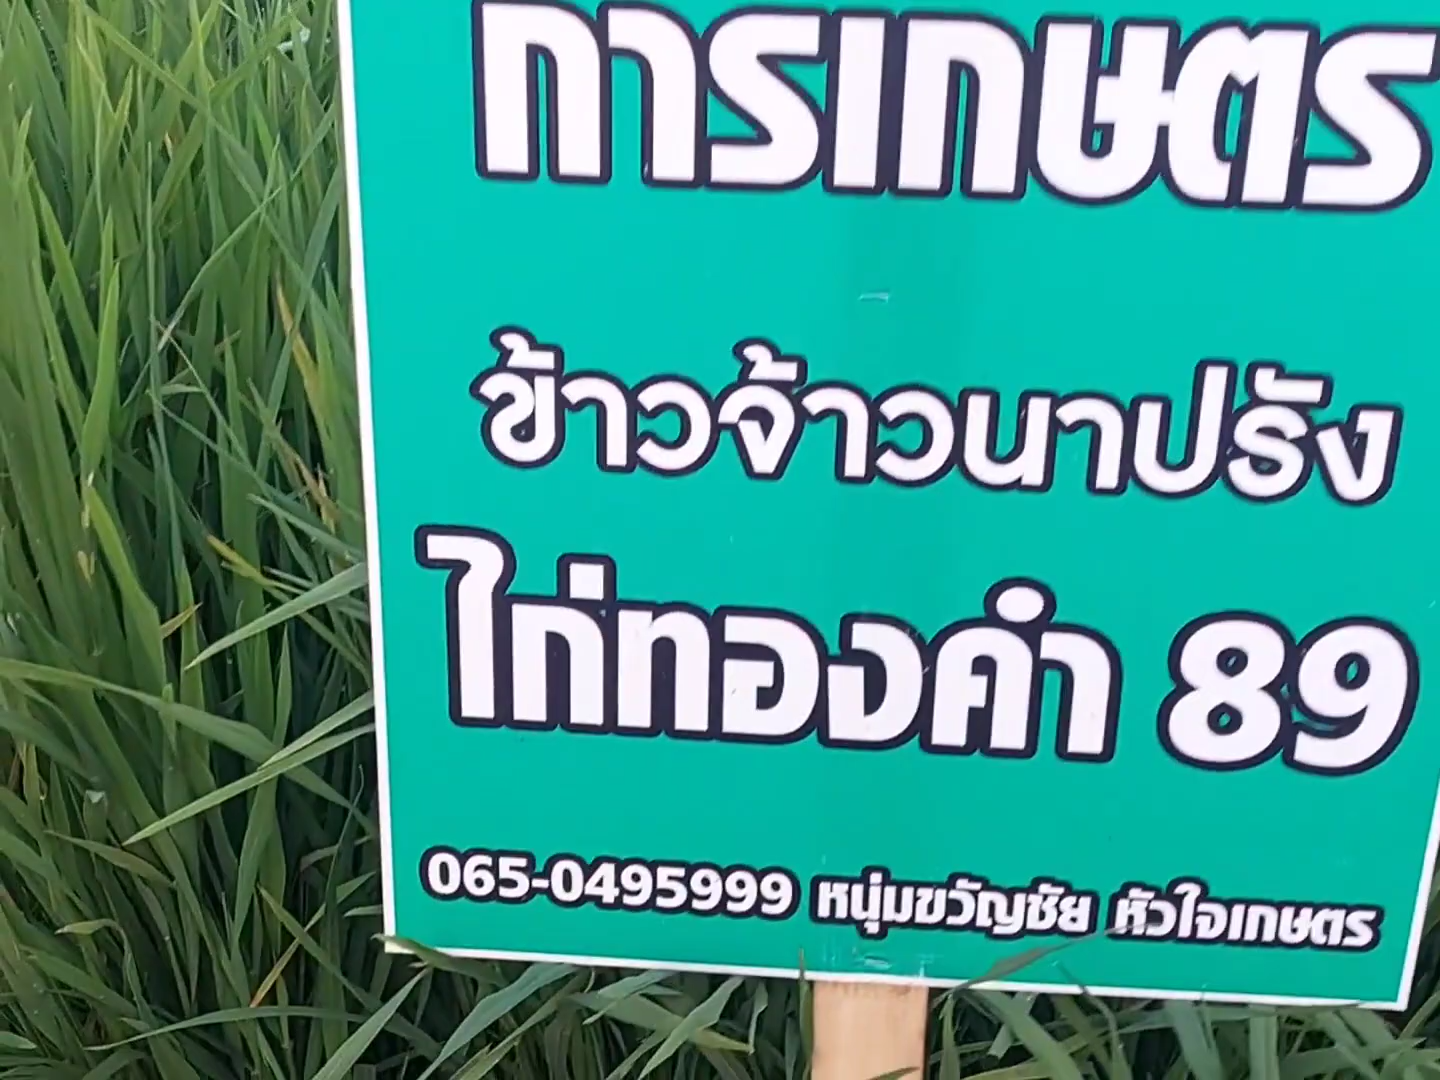 การเกษตร
ข้าวจ้าวนาปรัง
ไก่ทองคำ 89
065-0495999 หนุ่มขวัญชัย หัวใจเกษตร